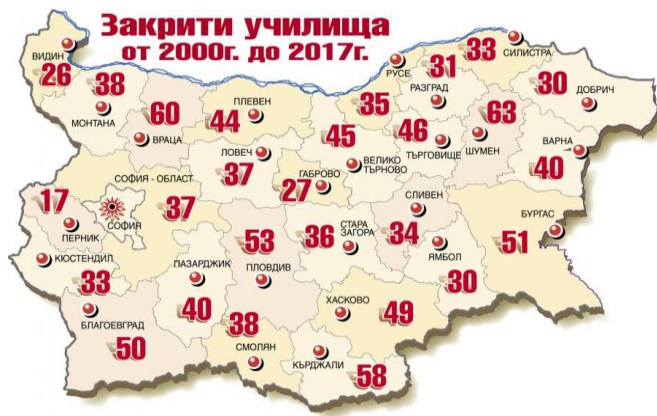 Закрити училища
от 2000г. до 2017г.
ВИДИН
26
38
МОНТАНА
60
ВРАЦА
ПЛЕВЕН
44
РУСЕ
35
31
РАЗГРАД
33
СИЛИСТРА
30
ДОБРИЧ
63
ШУМЕН
46
ТЪРГОВИЩЕ
ВАРНА
40
45
ВЕЛИКО
ТЪРНОВО
ЛОВЕЧ
37
ГАБРОВО
27
СОФИЯ - ОБЛАСТ
37
СОФИЯ
17
ПЕРНИК
КЮСТЕНДИЛ
33
БЛАГОЕВГРАД
50
ПАЗАРДЖИК
40
53
ПЛОВДИВ
36
СТАРА
ЗАГОРА
СЛИВЕН
34
ЯМБОЛ
30
БУРГАС
51
ХАСКОВО
49
38
СМОЛЯН
КЪРДЖАЛИ
58